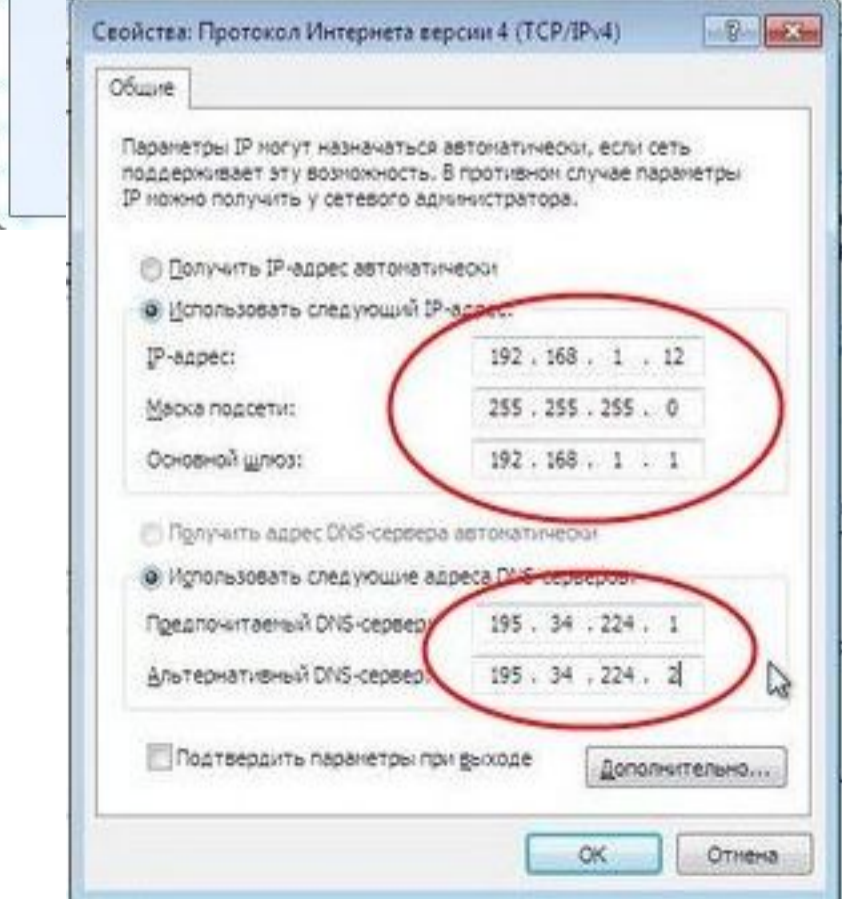 Свойства: Протокол Интернета версии 4 (TCP/IPv4)
Общие
Параметры IP могут назначаться автоматически, если сеть
поддерживает эту возможность. В противном случае параметры
IP можно получить у сетевого администратора.
Получить IP-адрес автоматически
Использовать следующий IP-адрес:
IP-адрес: 192 . 168 . 1 . 12
Маска подсети: 255 . 255 . 255 . 0
Основной шлюз: 192 . 168 . 1 . 1
Получить адрес DNS-сервера автоматически
Использовать следующие адреса DNS-серверов:
Предпочитаемый DNS-сервер: 195 . 34 . 224 . 1
Альтернативный DNS-сервер: 195 . 34 . 224 . 2
Подтвердить параметры при выходе
Дополнительно...
ОК
Отмена